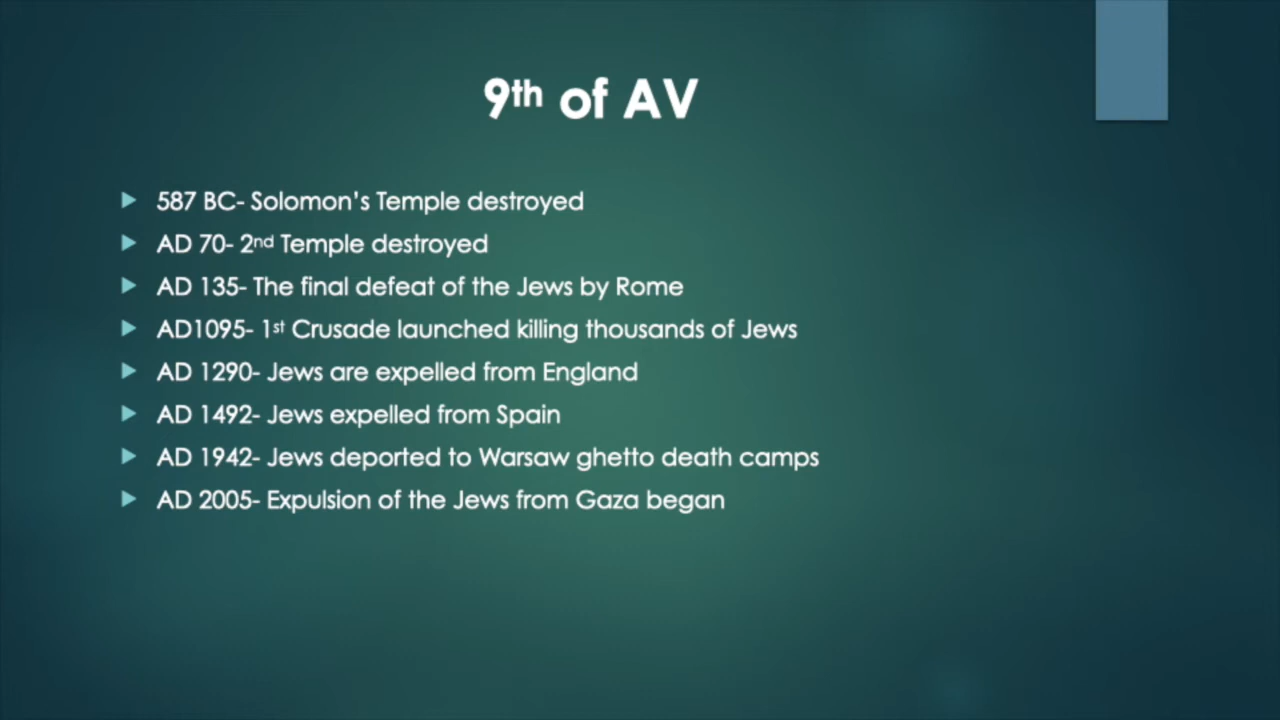 9th of AV
587 BC- Solomon's Temple destroyed
AD 70- 2nd Temple destroyed
AD 135- The final defeat of the Jews by Rome
AD1095- 1st Crusade launched killing thousands of Jews
AD 1290- Jews are expelled from England
AD 1492- Jews expelled from Spain
AD 1942- Jews deported to Warsaw ghetto death camps
AD 2005- Expulsion of the Jews from Gaza began